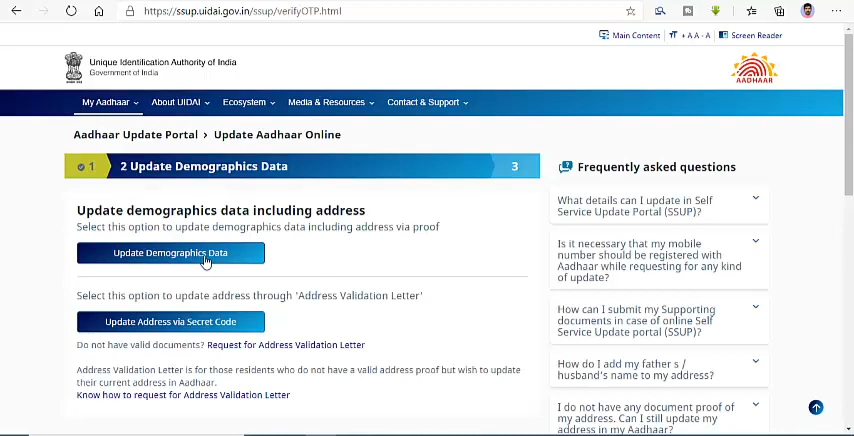 https://ssup.uidai.gov.in/ssup/verifyOTP.html
Main Content
+ A A - A
Screen Reader
Unique Identification Authority of India
Government of India
AADHAAR
My Aadhaar
About UIDAI
Ecosystem
Media & Resources
Contact & Support
Aadhaar Update Portal › Update Aadhaar Online
1
2 Update Demographics Data
3
Update demographics data including address
Select this option to update demographics data including address via proof
Update Demographics Data
Select this option to update address through 'Address Validation Letter'
Update Address via Secret Code
Do not have valid documents? Request for Address Validation Letter
Address Validation Letter is for those residents who do not have a valid address proof but wish to update
their current address in Aadhaar.
Know how to request for Address Validation Letter
Frequently asked questions
What details can I update in Self
Service Update Portal (SSUP)?
Is it necessary that my mobile
number should be registered with
Aadhaar while requesting for any kind
of update?
How can I submit my Supporting
documents in case of online Self
Service Update portal (SSUP)?
How do I add my father s /
husband's name to my address?
I do not have any document proof of
my address. Can I still update my
address in my Aadhaar?